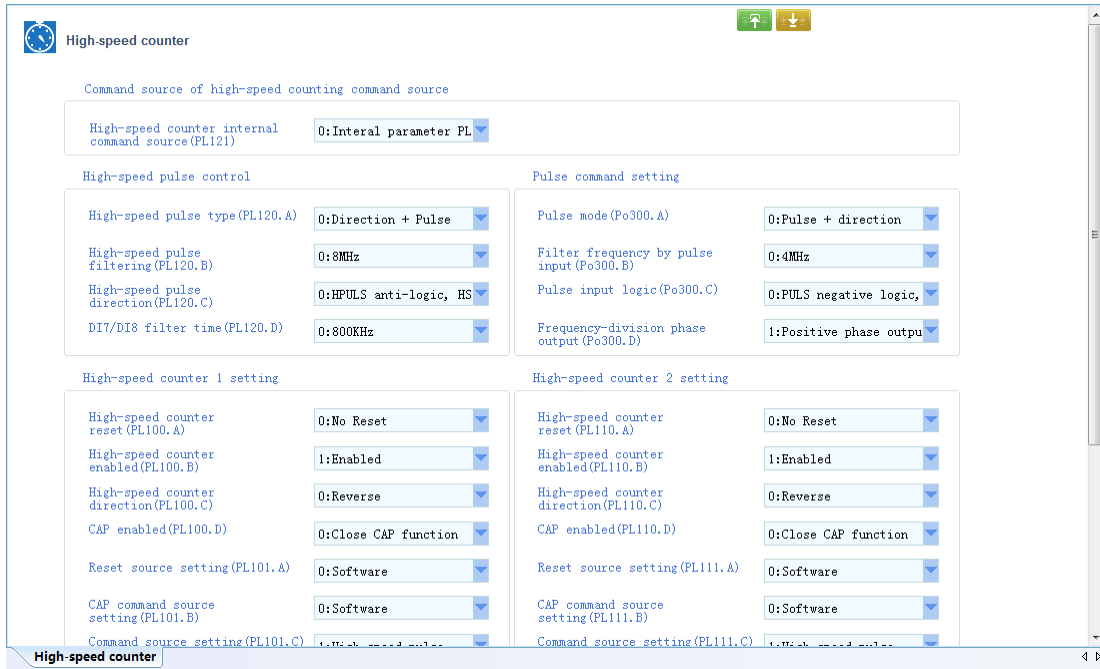 High-speed counter
Command source of high-speed counting command source
High-speed counter internal
command source(PL121)
0:Interal parameter PL
High-speed pulse control
High-speed pulse type(PL120.A)
0:Direction + Pulse
High-speed pulse
filtering(PL120.B)
0:8MHz
High-speed pulse
direction(PL120.C)
0:HPULS anti-logic, HS
DI7/DI8 filter time(PL120.D)
0:800KHz
Pulse command setting
Pulse mode(Po300.A)
0:Pulse + direction
Filter frequency by pulse
input(Po300.B)
0:4MHz
Pulse input logic(Po300.C)
0:PULS negative logic,
Frequency-division phase
output(Po300.D)
1:Positive phase outpu
High-speed counter 1 setting
High-speed counter
reset(PL100.A)
0:No Reset
High-speed counter
enabled(PL100.B)
1:Enabled
High-speed counter
direction(PL100.C)
0:Reverse
CAP enabled(PL100.D)
0:Close CAP function
Reset source setting(PL101.A)
0:Software
CAP command source
setting(PL101.B)
0:Software
Command source setting(PL101.C)
1:High-speed pulse
High-speed counter 2 setting
High-speed counter
reset(PL110.A)
0:No Reset
High-speed counter
enabled(PL110.B)
1:Enabled
High-speed counter
direction(PL110.C)
0:Reverse
CAP enabled(PL110.D)
0:Close CAP function
Reset source setting(PL111.A)
0:Software
CAP command source
setting(PL111.B)
0:Software
Command source setting(PL111.C)
1:High-speed pulse
High-speed counter